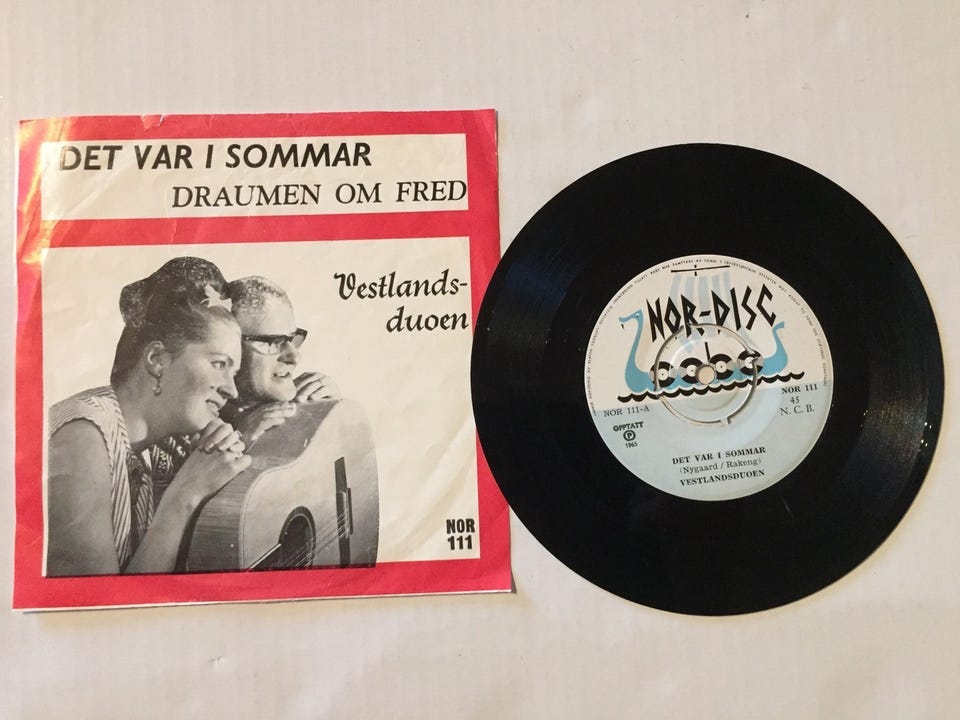 DET VAR I SOMMAR
DRAUMEN OM FRED
Vestlands-
duoen
NOR
111
NOR-DISC
NOR 111-A
NOR 111
45
N. C. B.
OPPTATT
P
1965
DET VAR I SOMMAR
(Nygaard / Rakeng)
VESTLANDSDUOEN